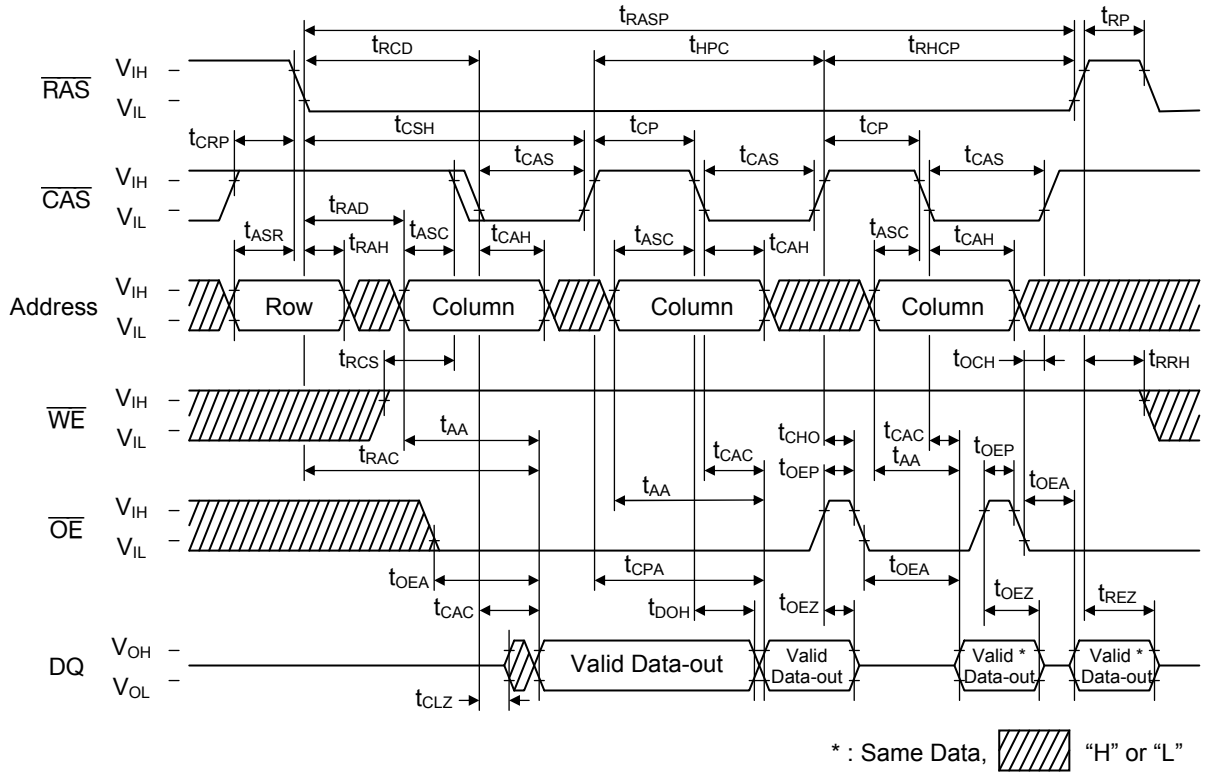 tRASP
tRP
tRCD
tHPC
tRHCP
RAS
VIH
VIL
tCRP
tCSH
tCP
tCP
tCAS
tCAS
tCAS
CAS
VIH
VIL
tRAD
tASR
tRAH
tASC
tCAH
tASC
tCAH
tASC
tCAH
Address
VIH
VIL
Row
Column
Column
Column
tRCS
tOCH
tRRH
WE
VIH
VIL
tAA
tRAC
tCAC
tCHO
tOEP
tCAC
tAA
tOEP
tOEA
tAA
OE
VIH
VIL
tOEA
tCPA
tOEA
tCAC
tDOH
tOEZ
tOEZ
tREZ
DQ
VOH
VOL
Valid Data-out
Valid
Data-out
Valid *
Data-out
Valid *
Data-out
tCLZ
* : Same Data, "H" or "L"